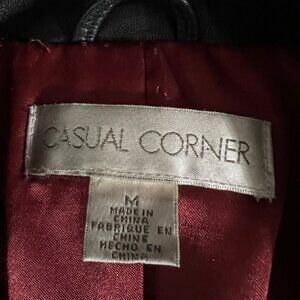 CASUAL CORNER
M
MADE IN
CHINA
FABRIQUE EN
CHINE
HECHO EN
CHINA